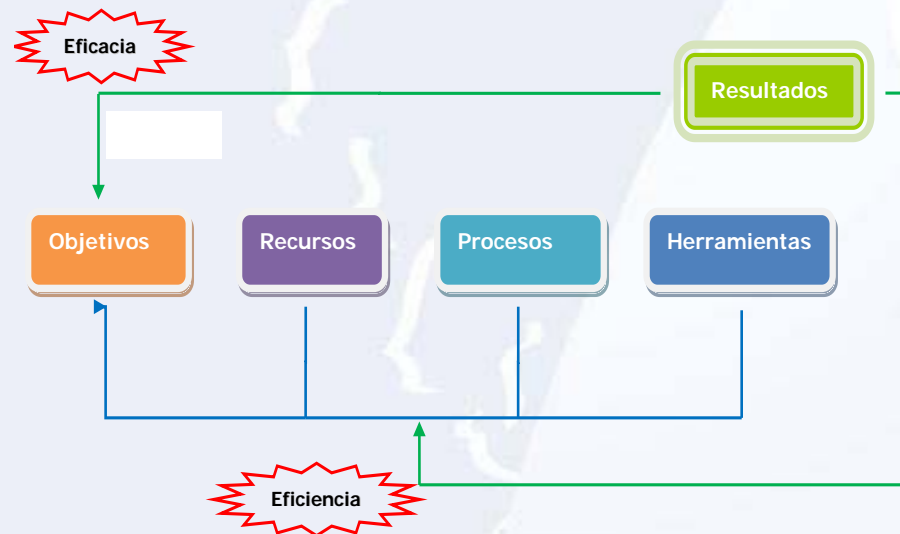 Eficacia
Resultados
Objetivos
Recursos
Procesos
Herramientas
Eficiencia